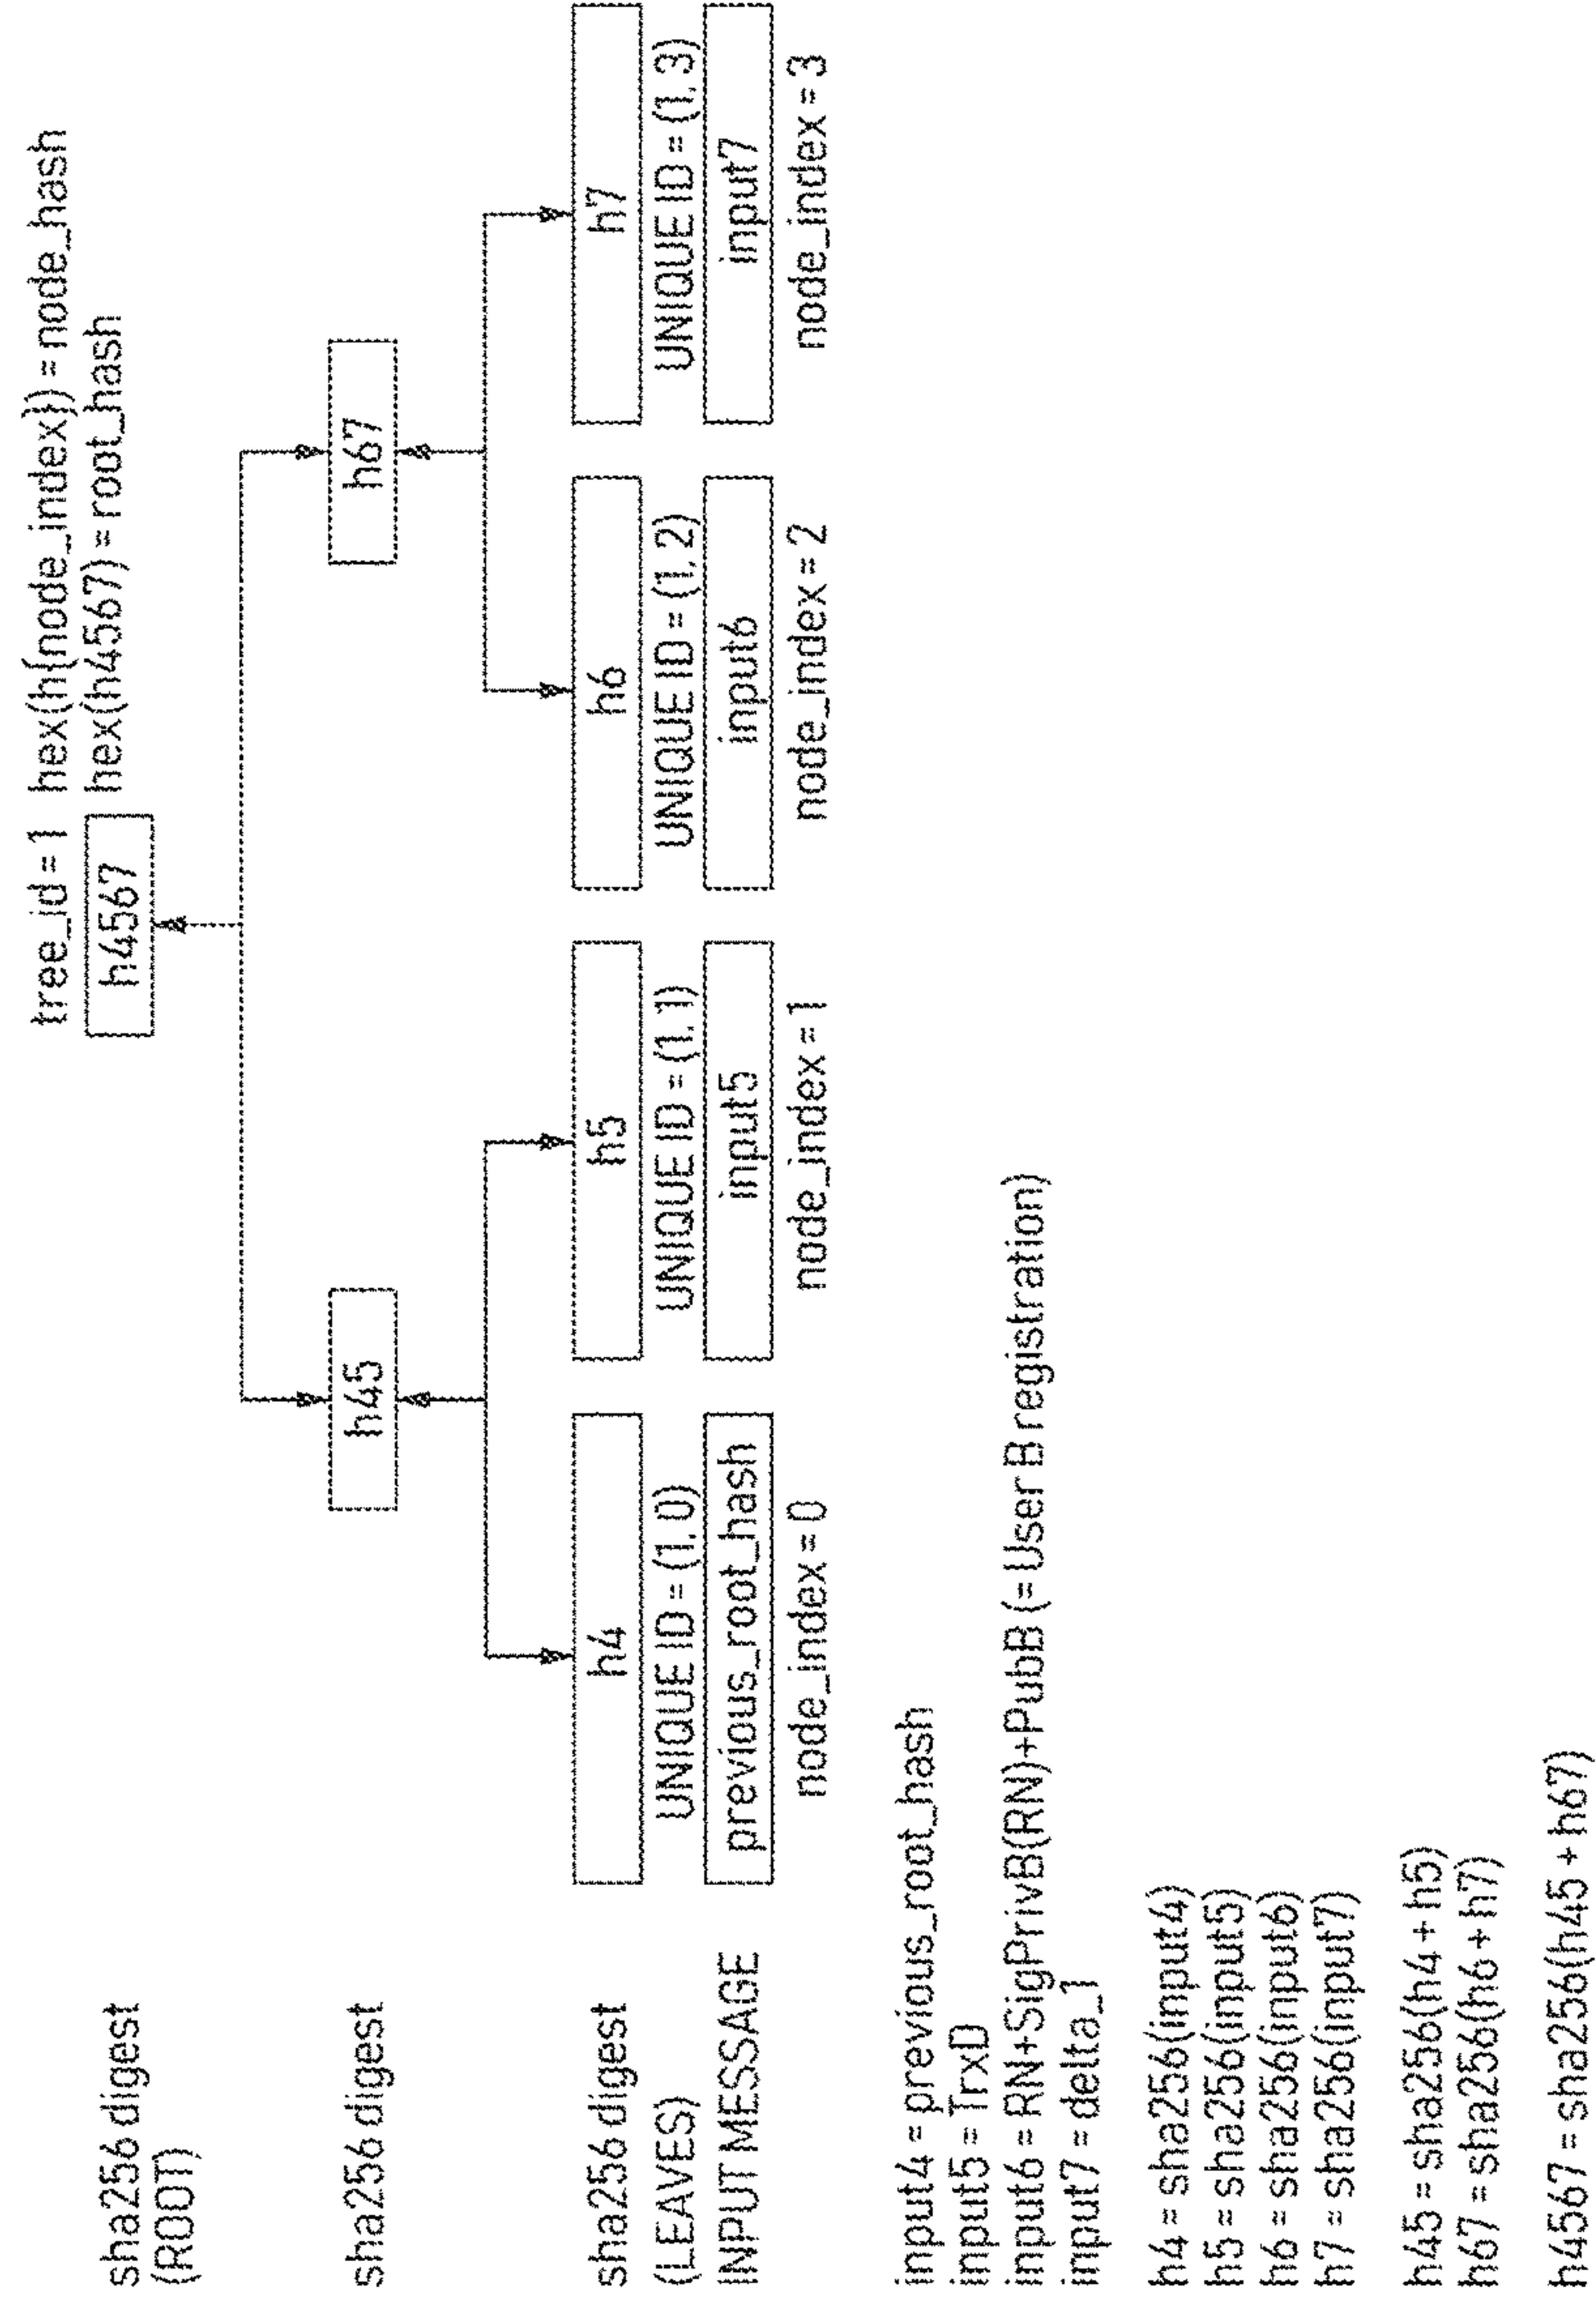 tree_id = 1 hex(h{node_index}) = node_hash
hex(h4567) = root_hash
sha256 digest
(ROOT)
h4567
sha256 digest
h45
h67
sha256 digest
h4
h5
h6
h7
(LEAVES)
UNIQUE ID = (1, 0)
UNIQUE ID = (1, 1)
UNIQUE ID = (1, 2)
UNIQUE ID = (1, 3)
INPUT MESSAGE
previous_root_hash
input5
input6
input7
node_index = 0
node_index = 1
node_index = 2
node_index = 3
input4 = previous_root_hash
input5 = TrxD
input6 = RN+SigPrivB(RN)+PubB (= User B registration)
input7 = delta_1
h4 = sha256(input4)
h5 = sha256(input5)
h6 = sha256(input6)
h7 = sha256(input7)
h45 = sha256(h4 + h5)
h67 = sha256(h6 + h7)
h4567 = sha256(h45 + h67)